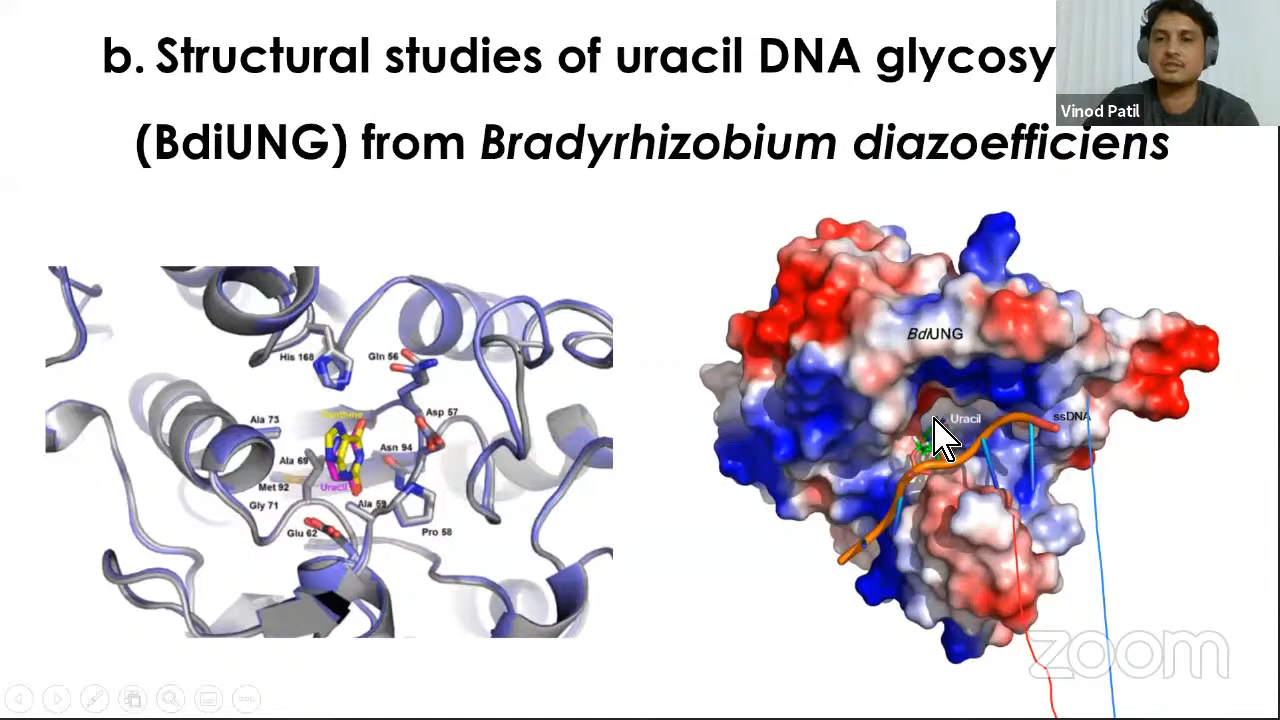 b. Structural studies of uracil DNA glycosy
(BdiUNG) from Bradyrhizobium diazoefficiens
Vinod Patil
His 168
Gln 56
Xanthine
Ala 73
Asp 57
Asn 94
Ala 69
Met 92
Uracil
Gly 71
Ala 59
Glu 62
Pro 58
BdiUNG
Uracil
ssDNA
zoom